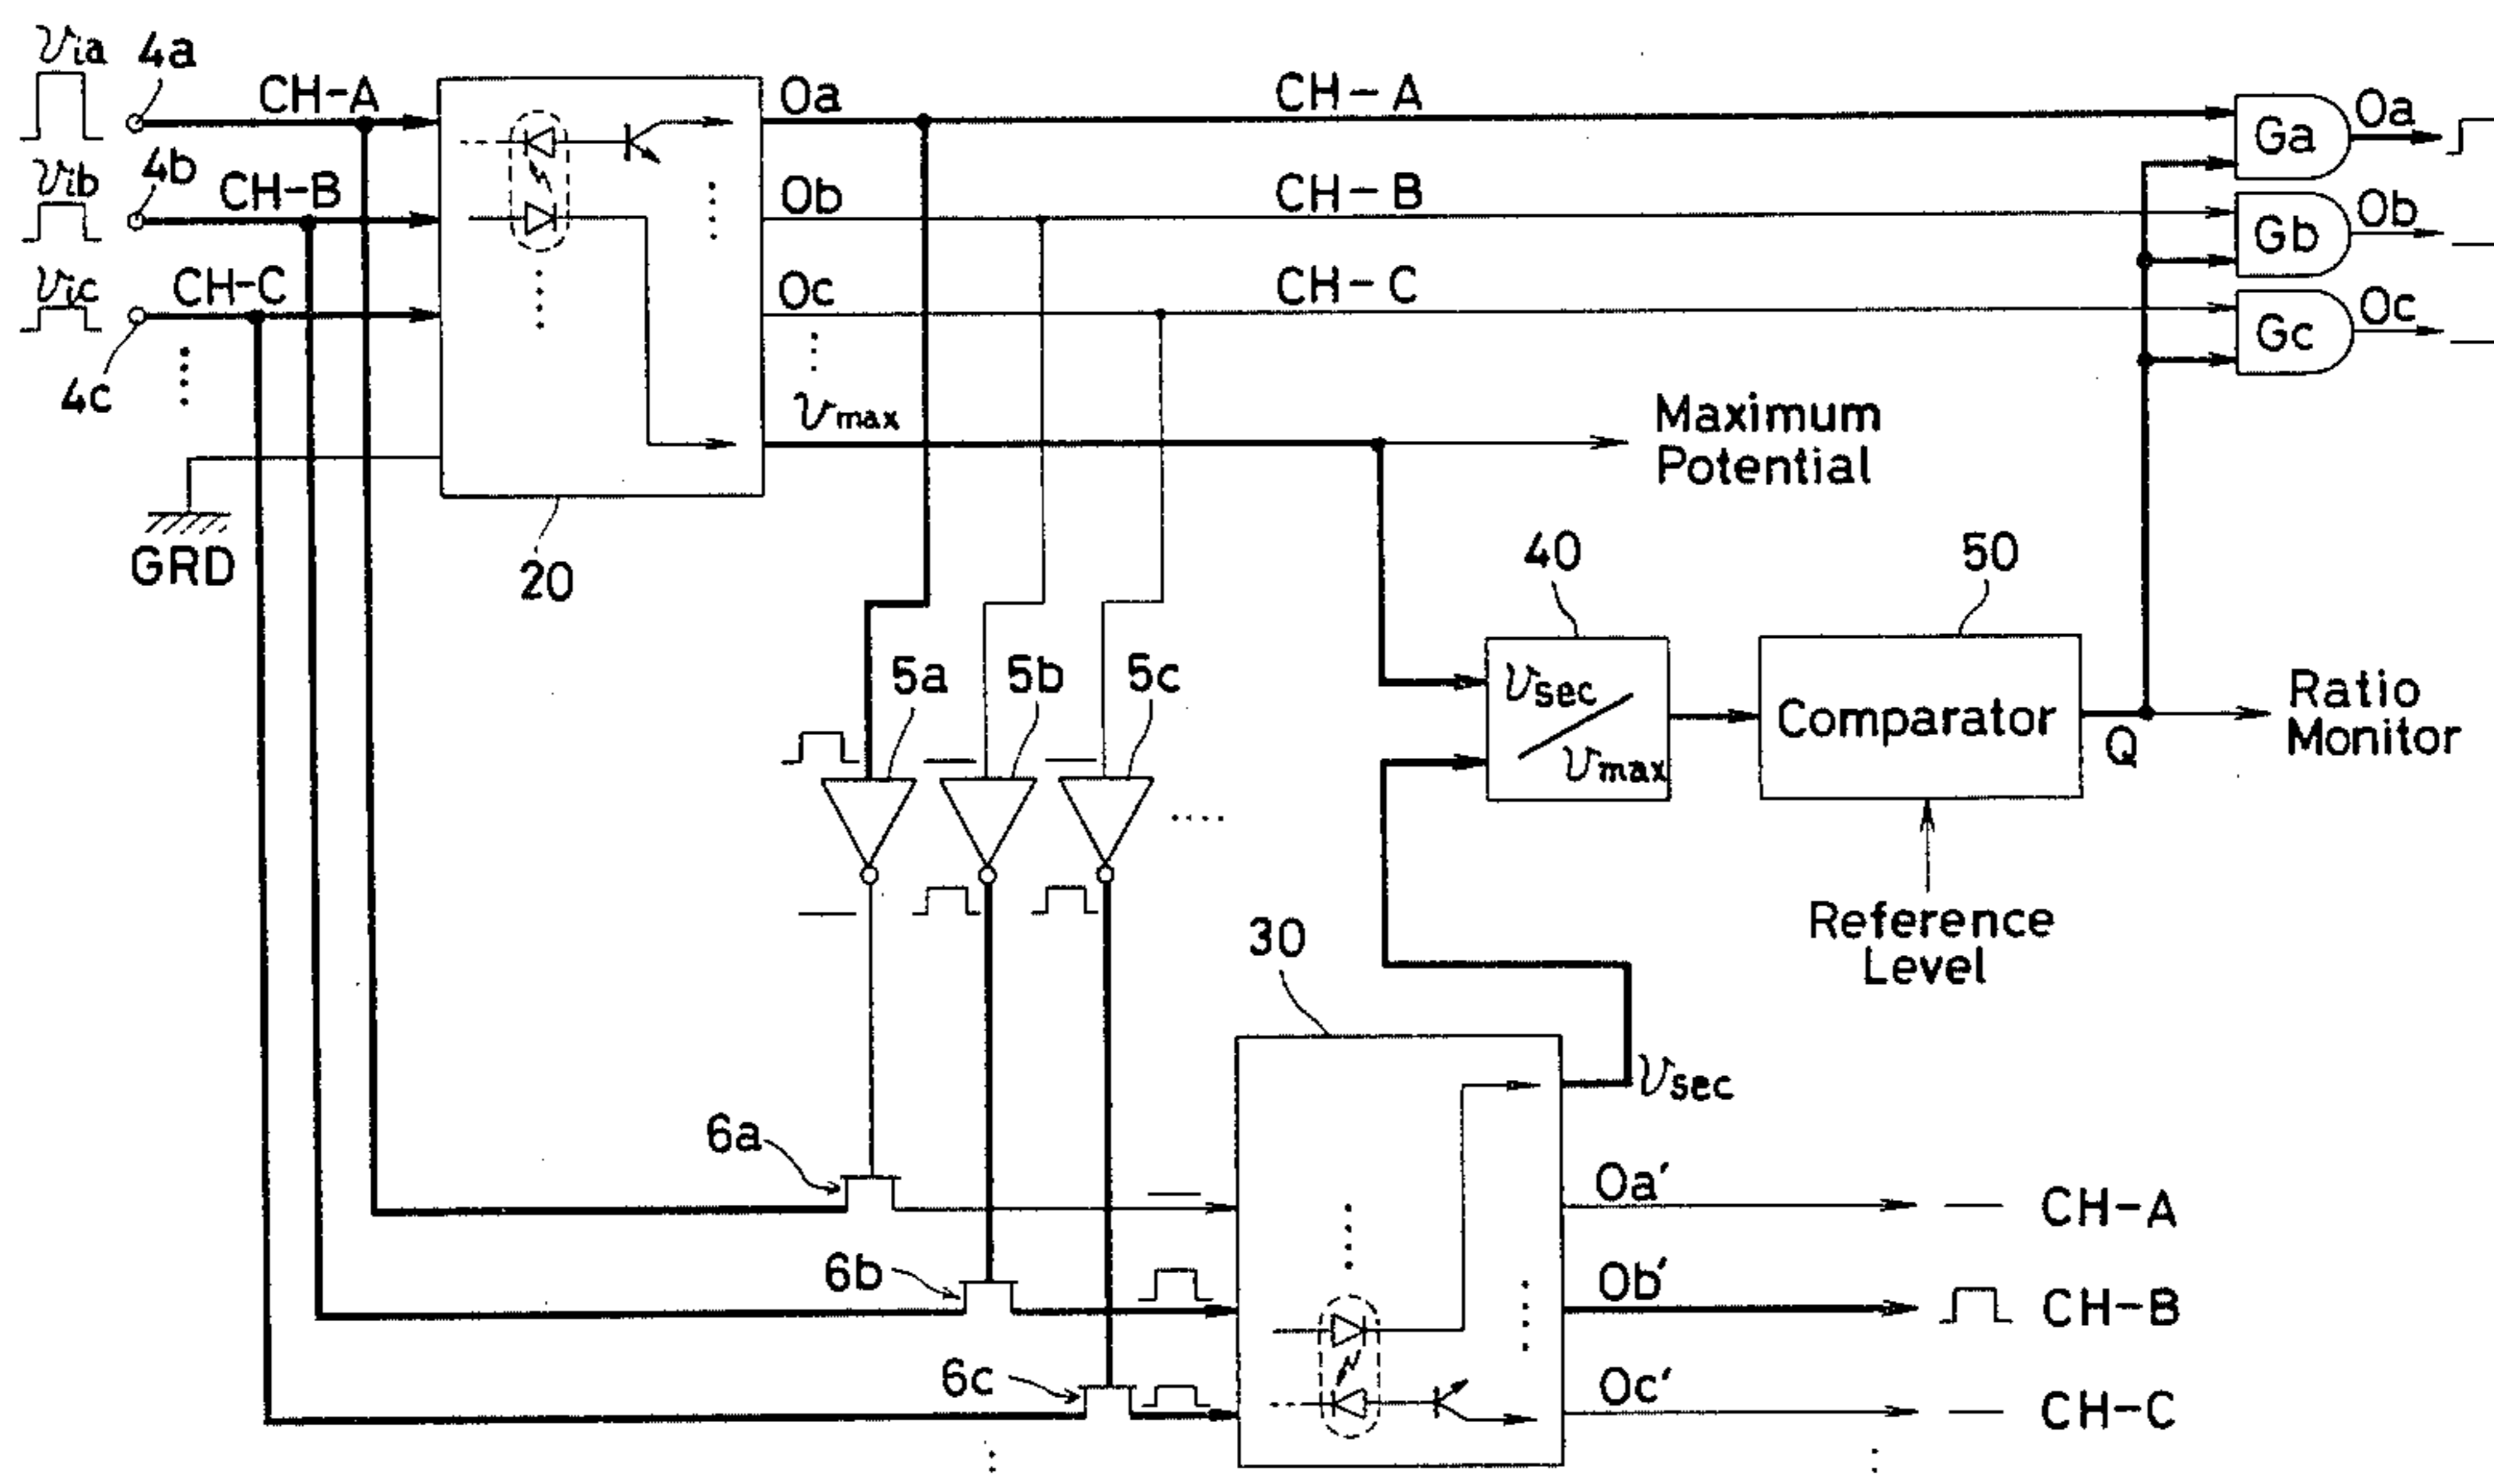 via 4a
CH-A
Oa
CH-A
Ga
Oa
vib 4b
CH-B
Ob
CH-B
Gb
Ob
vic
CH-C
4c
Oc
CH-C
Gc
Oc
vmax
Maximum
Potential
GRD
20
40
50
5a
5b
5c
vsec
vmax
Comparator
Q
Ratio
Monitor
Reference
Level
30
vsec
6a
Oa′
CH-A
6b
Ob′
CH-B
6c
Oc′
CH-C